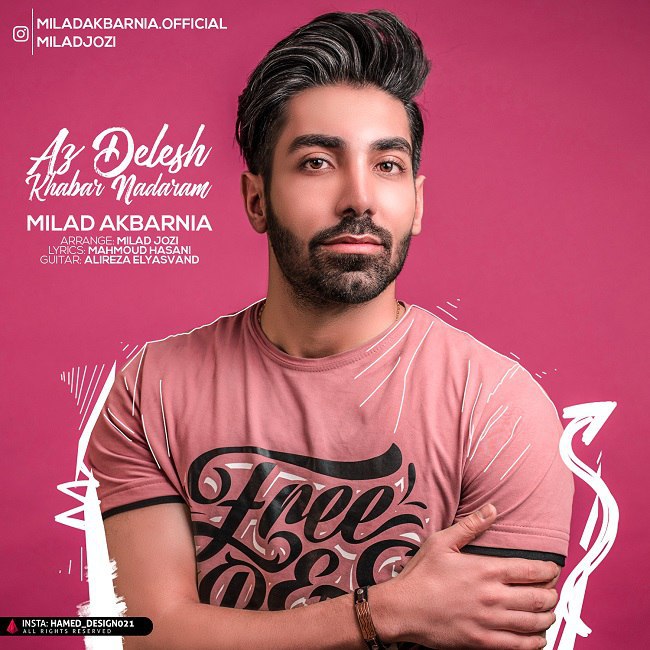 MILADAKBARNIA.OFFICIAL
MILADJOZI
Az Delesh
Khabar Nadaram
MILAD AKBARNIA
ARRANGE: MILAD JOZI
LYRICS: MAHMOUD HASANI
GUITAR: ALIREZA ELYASVAND
Free
INSTA: HAMED_DESIGN021
ALL RIGHTS RESERVED